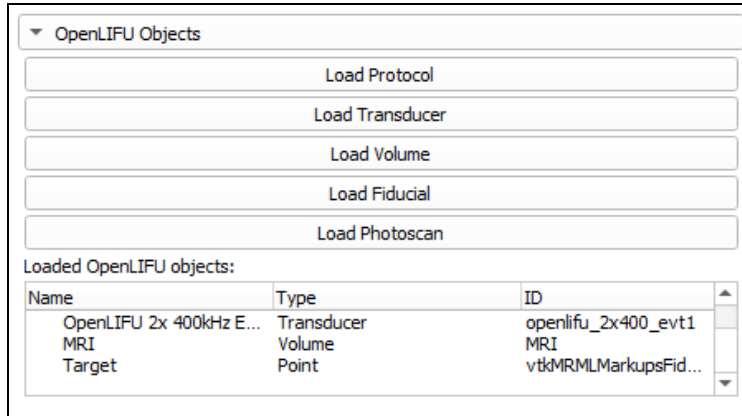 OpenLIFU Objects
Load Protocol
Load Transducer
Load Volume
Load Fiducial
Load Photoscan
Loaded OpenLIFU objects:
Name Type ID
OpenLIFU 2x 400kHz E... Transducer openlifu_2x400_evt1
MRI Volume MRI
Target Point vtkMRMLMarkupsFid...